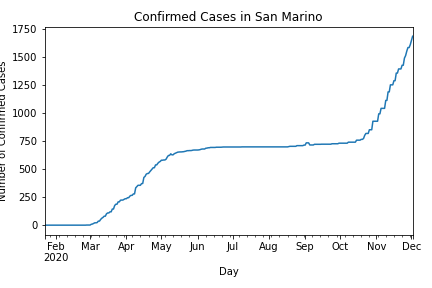 Confirmed Cases in San Marino
Number of Confirmed Cases
1750
1500
1250
1000
750
500
250
0
Feb Mar Apr May Jun Jul Aug Sep Oct Nov Dec
2020
Day